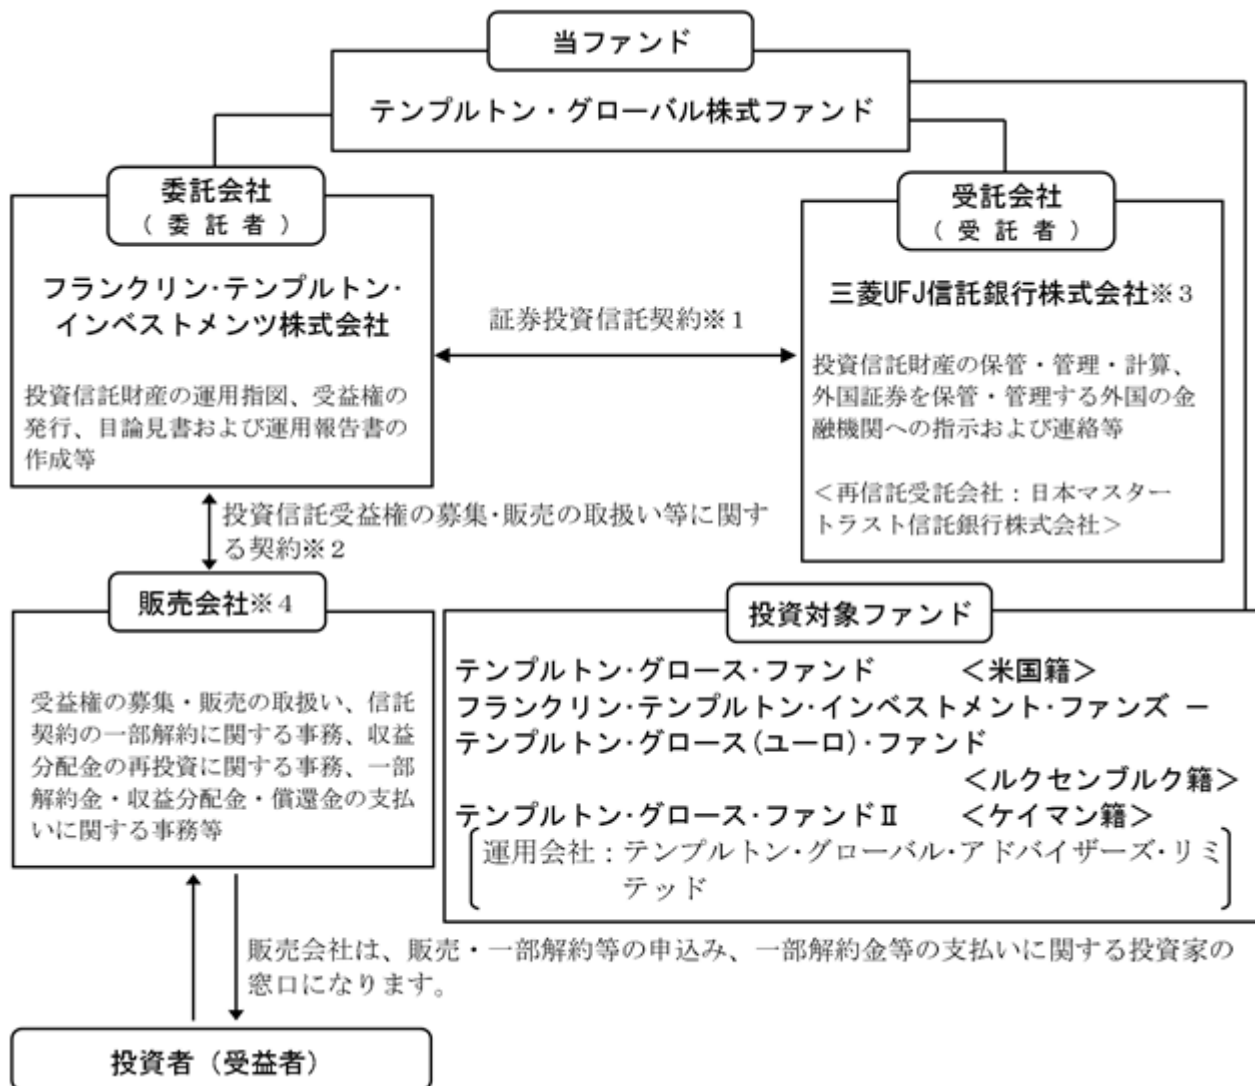 当ファンド
テンプルトン・グローバル株式ファンド
委託会社
(委託者)
フランクリン・テンプルトン・
インベストメンツ株式会社
投資信託財産の運用指図、受益権の
発行、目論見書および運用報告書の
作成等
証券投資信託契約※1
受託会社
(受託者)
三菱UFJ信託銀行株式会社※3
投資信託財産の保管・管理・計算、
外国証券を保管・管理する外国の金
融機関への指示および連絡等
<再信託受託会社:日本マスター
トラスト信託銀行株式会社>
投資信託受益権の募集・販売の取扱い等に関す
る契約※2
販売会社※4
受益権の募集・販売の取扱い、信託
契約の一部解約に関する事務、収益
分配金の再投資に関する事務、一部
解約金・収益分配金・償還金の支払
いに関する事務等
投資対象ファンド
テンプルトン・グロース・ファンド <米国籍>
フランクリン・テンプルトン・インベストメント・ファンズ -
テンプルトン・グロース(ユーロ)・ファンド
<ルクセンブルク籍>
テンプルトン・グロース・ファンドⅡ <ケイマン籍>
運用会社:テンプルトン・グローバル・アドバイザーズ・リミ
テッド
販売会社は、販売・一部解約等の申込み、一部解約金等の支払いに関する投資家の
窓口になります。
投資者(受益者)